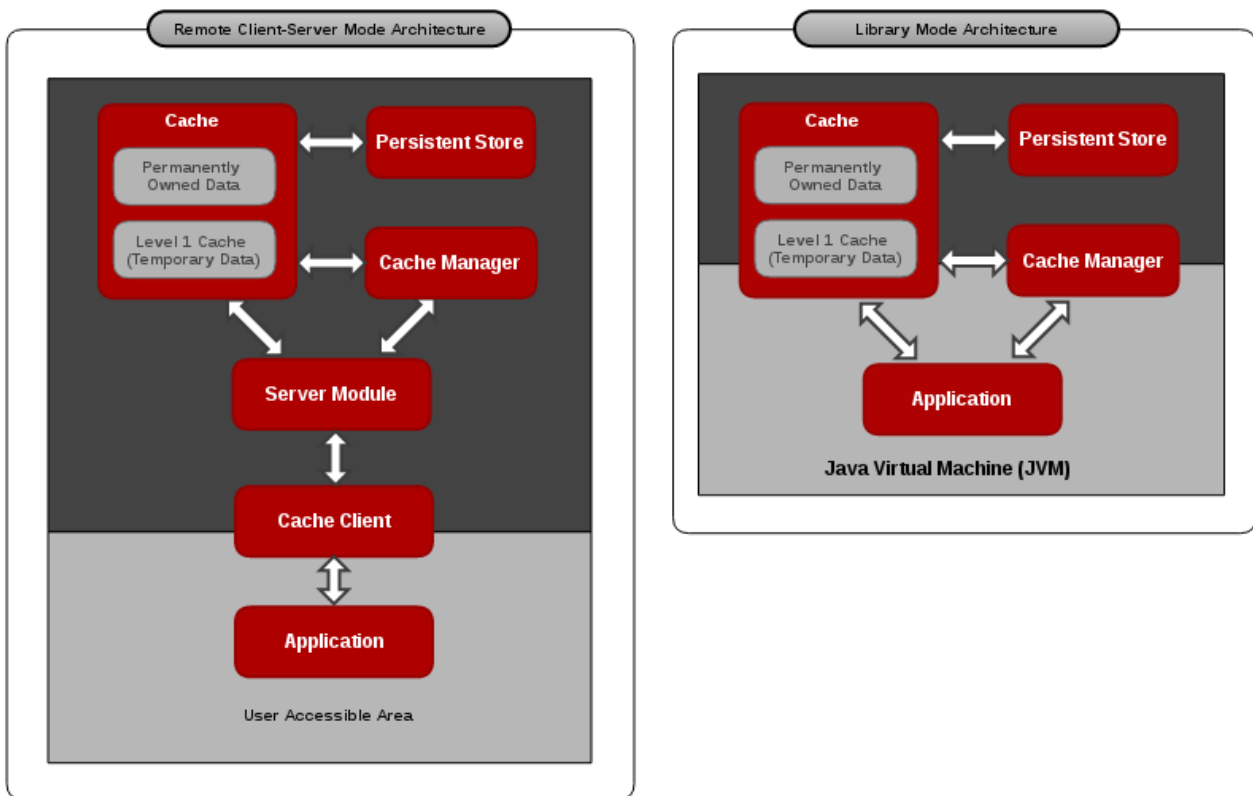 Remote Client-Server Mode Architecture
Cache
Permanently
Owned Data
Level 1 Cache
(Temporary Data)
Persistent Store
Cache Manager
Server Module
Cache Client
Application
User Accessible Area
Library Mode Architecture
Cache
Permanently
Owned Data
Level 1 Cache
(Temporary Data)
Persistent Store
Cache Manager
Application
Java Virtual Machine (JVM)